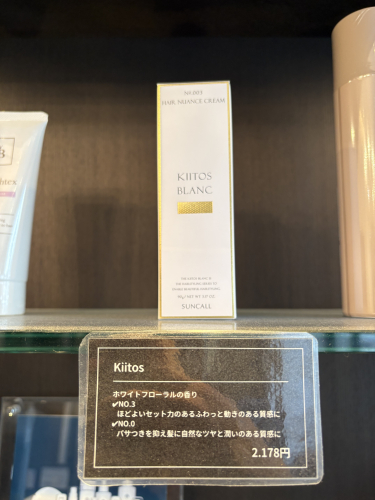 HAIR NUANCE CREAM
KIITOS
BLANC
SUNCALL
Kiitos
ホワイトフローラルの香り
✔NO.3
ほどよいセット力のあるふわっと動きのある質感に
✔NO.0
パサつきを抑え髪に自然なツヤと潤いのある質感に
2.178円